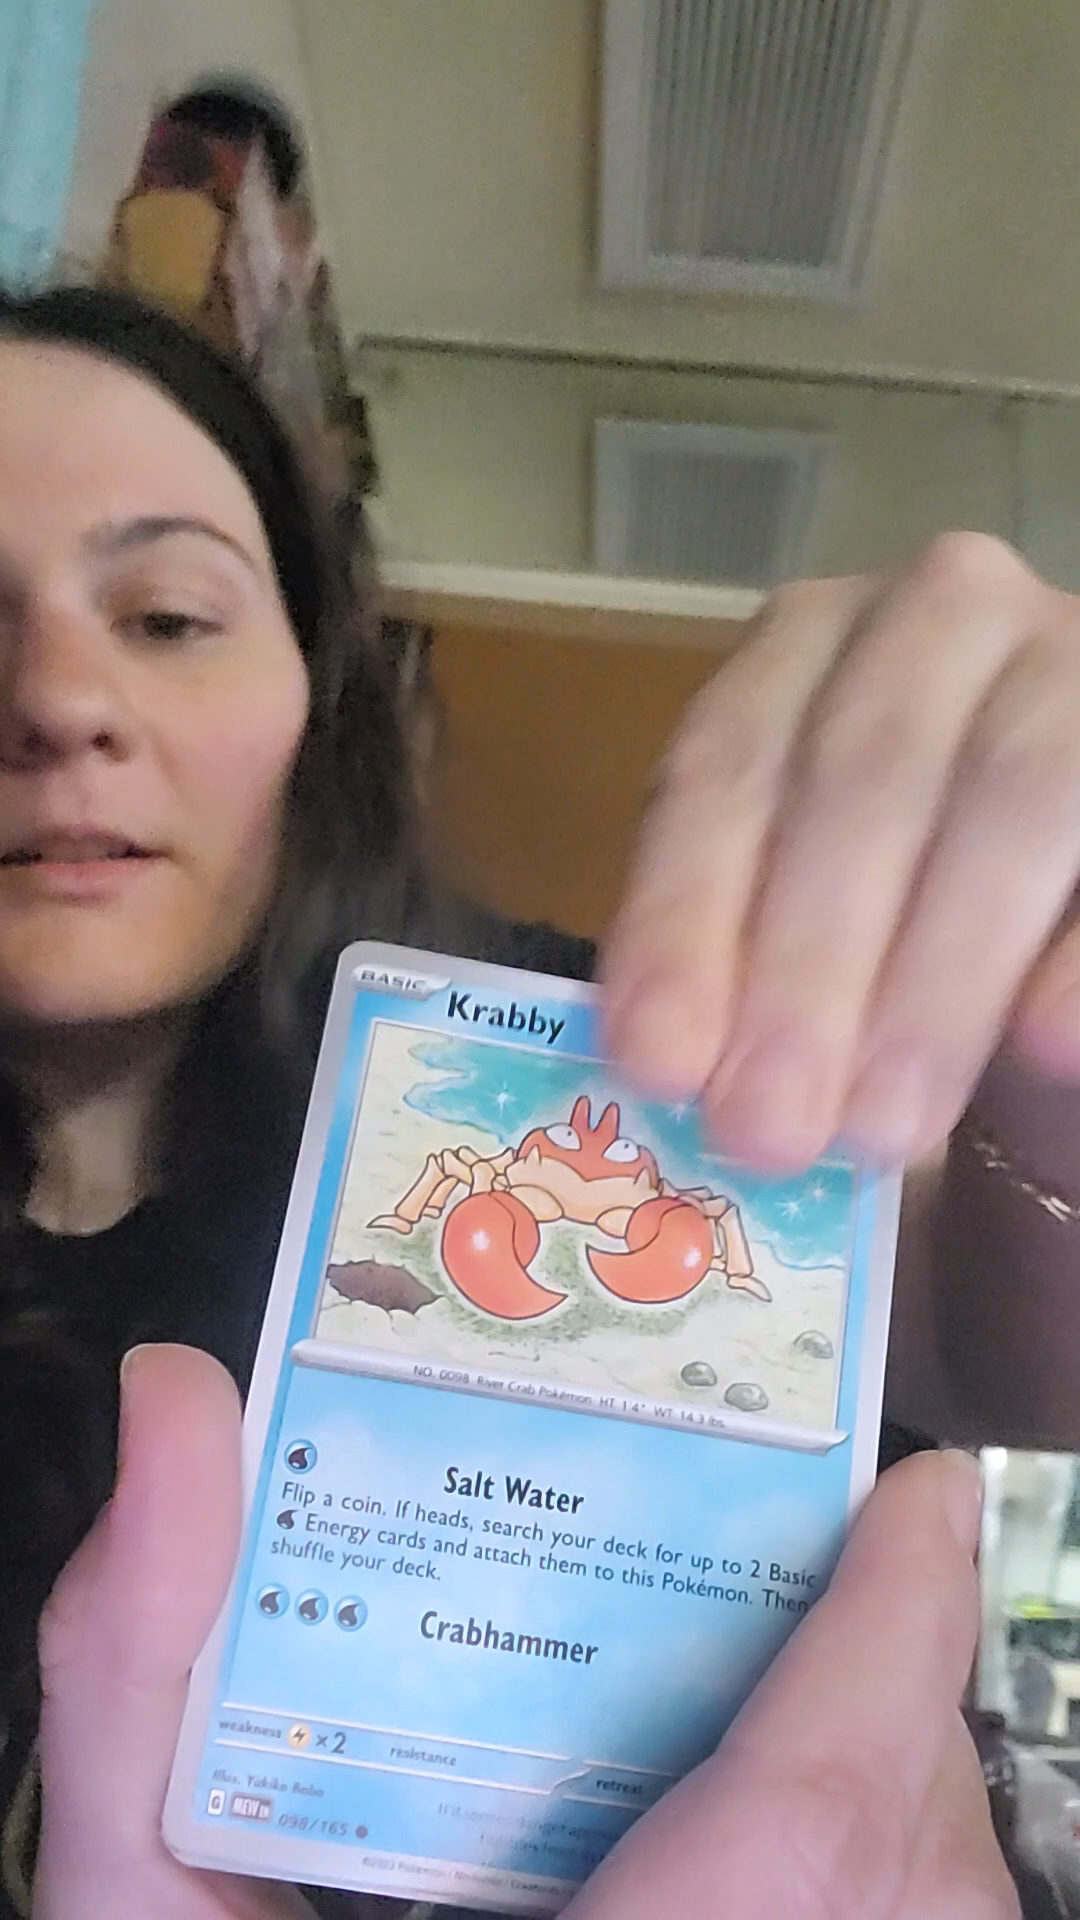 BASIC
Krabby
NO. 0098 River Crab Pokémon HT 1'4" WT 14.3 lbs.
Salt Water
Flip a coin. If heads, search your deck for up to 2 Basic
Energy cards and attach them to this Pokémon. Then
shuffle your deck.
Crabhammer
weakness ×2 resistance
retreat
Illus. Yukiko Baba
G MEW EN 098/165